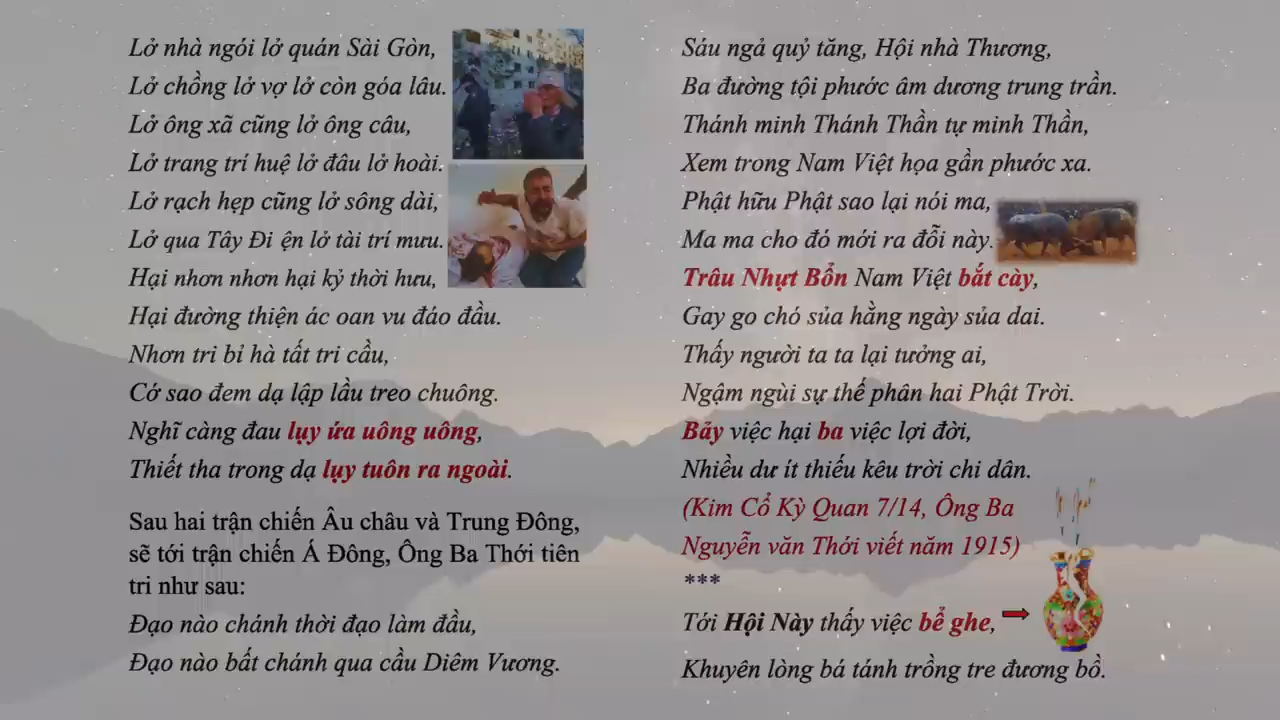 Lở nhà ngói lở quán Sài Gòn,
Lở chồng lở vợ lở còn góa lâu.
Lở ông xã cũng lở ông câu,
Lở trang trí huệ lở đâu lở hoài.
Lở rạch hẹp cũng lở sông dài,
Lở qua Tây Đi ện lở tài trí mưu.
Hại nhơn nhơn hại kỷ thời hưu,
Hại đường thiện ác oan vu đáo đầu.
Nhơn tri bỉ hà tất tri cầu,
Cớ sao đem dạ lập lầu treo chuông.
Nghĩ càng đau lụy ứa uông uông,
Thiết tha trong dạ lụy tuôn ra ngoài.
Sau hai trận chiến Âu châu và Trung Đông,
sẽ tới trận chiến Á Đông, Ông Ba Thới tiên
tri như sau:
Đạo nào chánh thời đạo làm đầu,
Đạo nào bất chánh qua cầu Diêm Vương.
Sáu ngả quỷ tăng, Hội nhà Thương,
Ba đường tội phước âm dương trung trần.
Thánh minh Thánh Thần tự minh Thần,
Xem trong Nam Việt họa gần phước xa.
Phật hữu Phật sao lại nói ma,
Ma ma cho đó mới ra đỗi này.
Trâu Nhựt Bổn Nam Việt bắt cày,
Gay go chó sủa hằng ngày sủa dai.
Thấy người ta ta lại tưởng ai,
Ngậm ngùi sự thế phân hai Phật Trời.
Bảy việc hại ba việc lợi đời,
Nhiều dư ít thiếu kêu trời chi dân.
(Kim Cổ Kỳ Quan 7/14, Ông Ba
Nguyễn văn Thới viết năm 1915)
***
Tới Hội Này thấy việc bể ghe,
Khuyên lòng bá tánh trồng tre đương bồ.